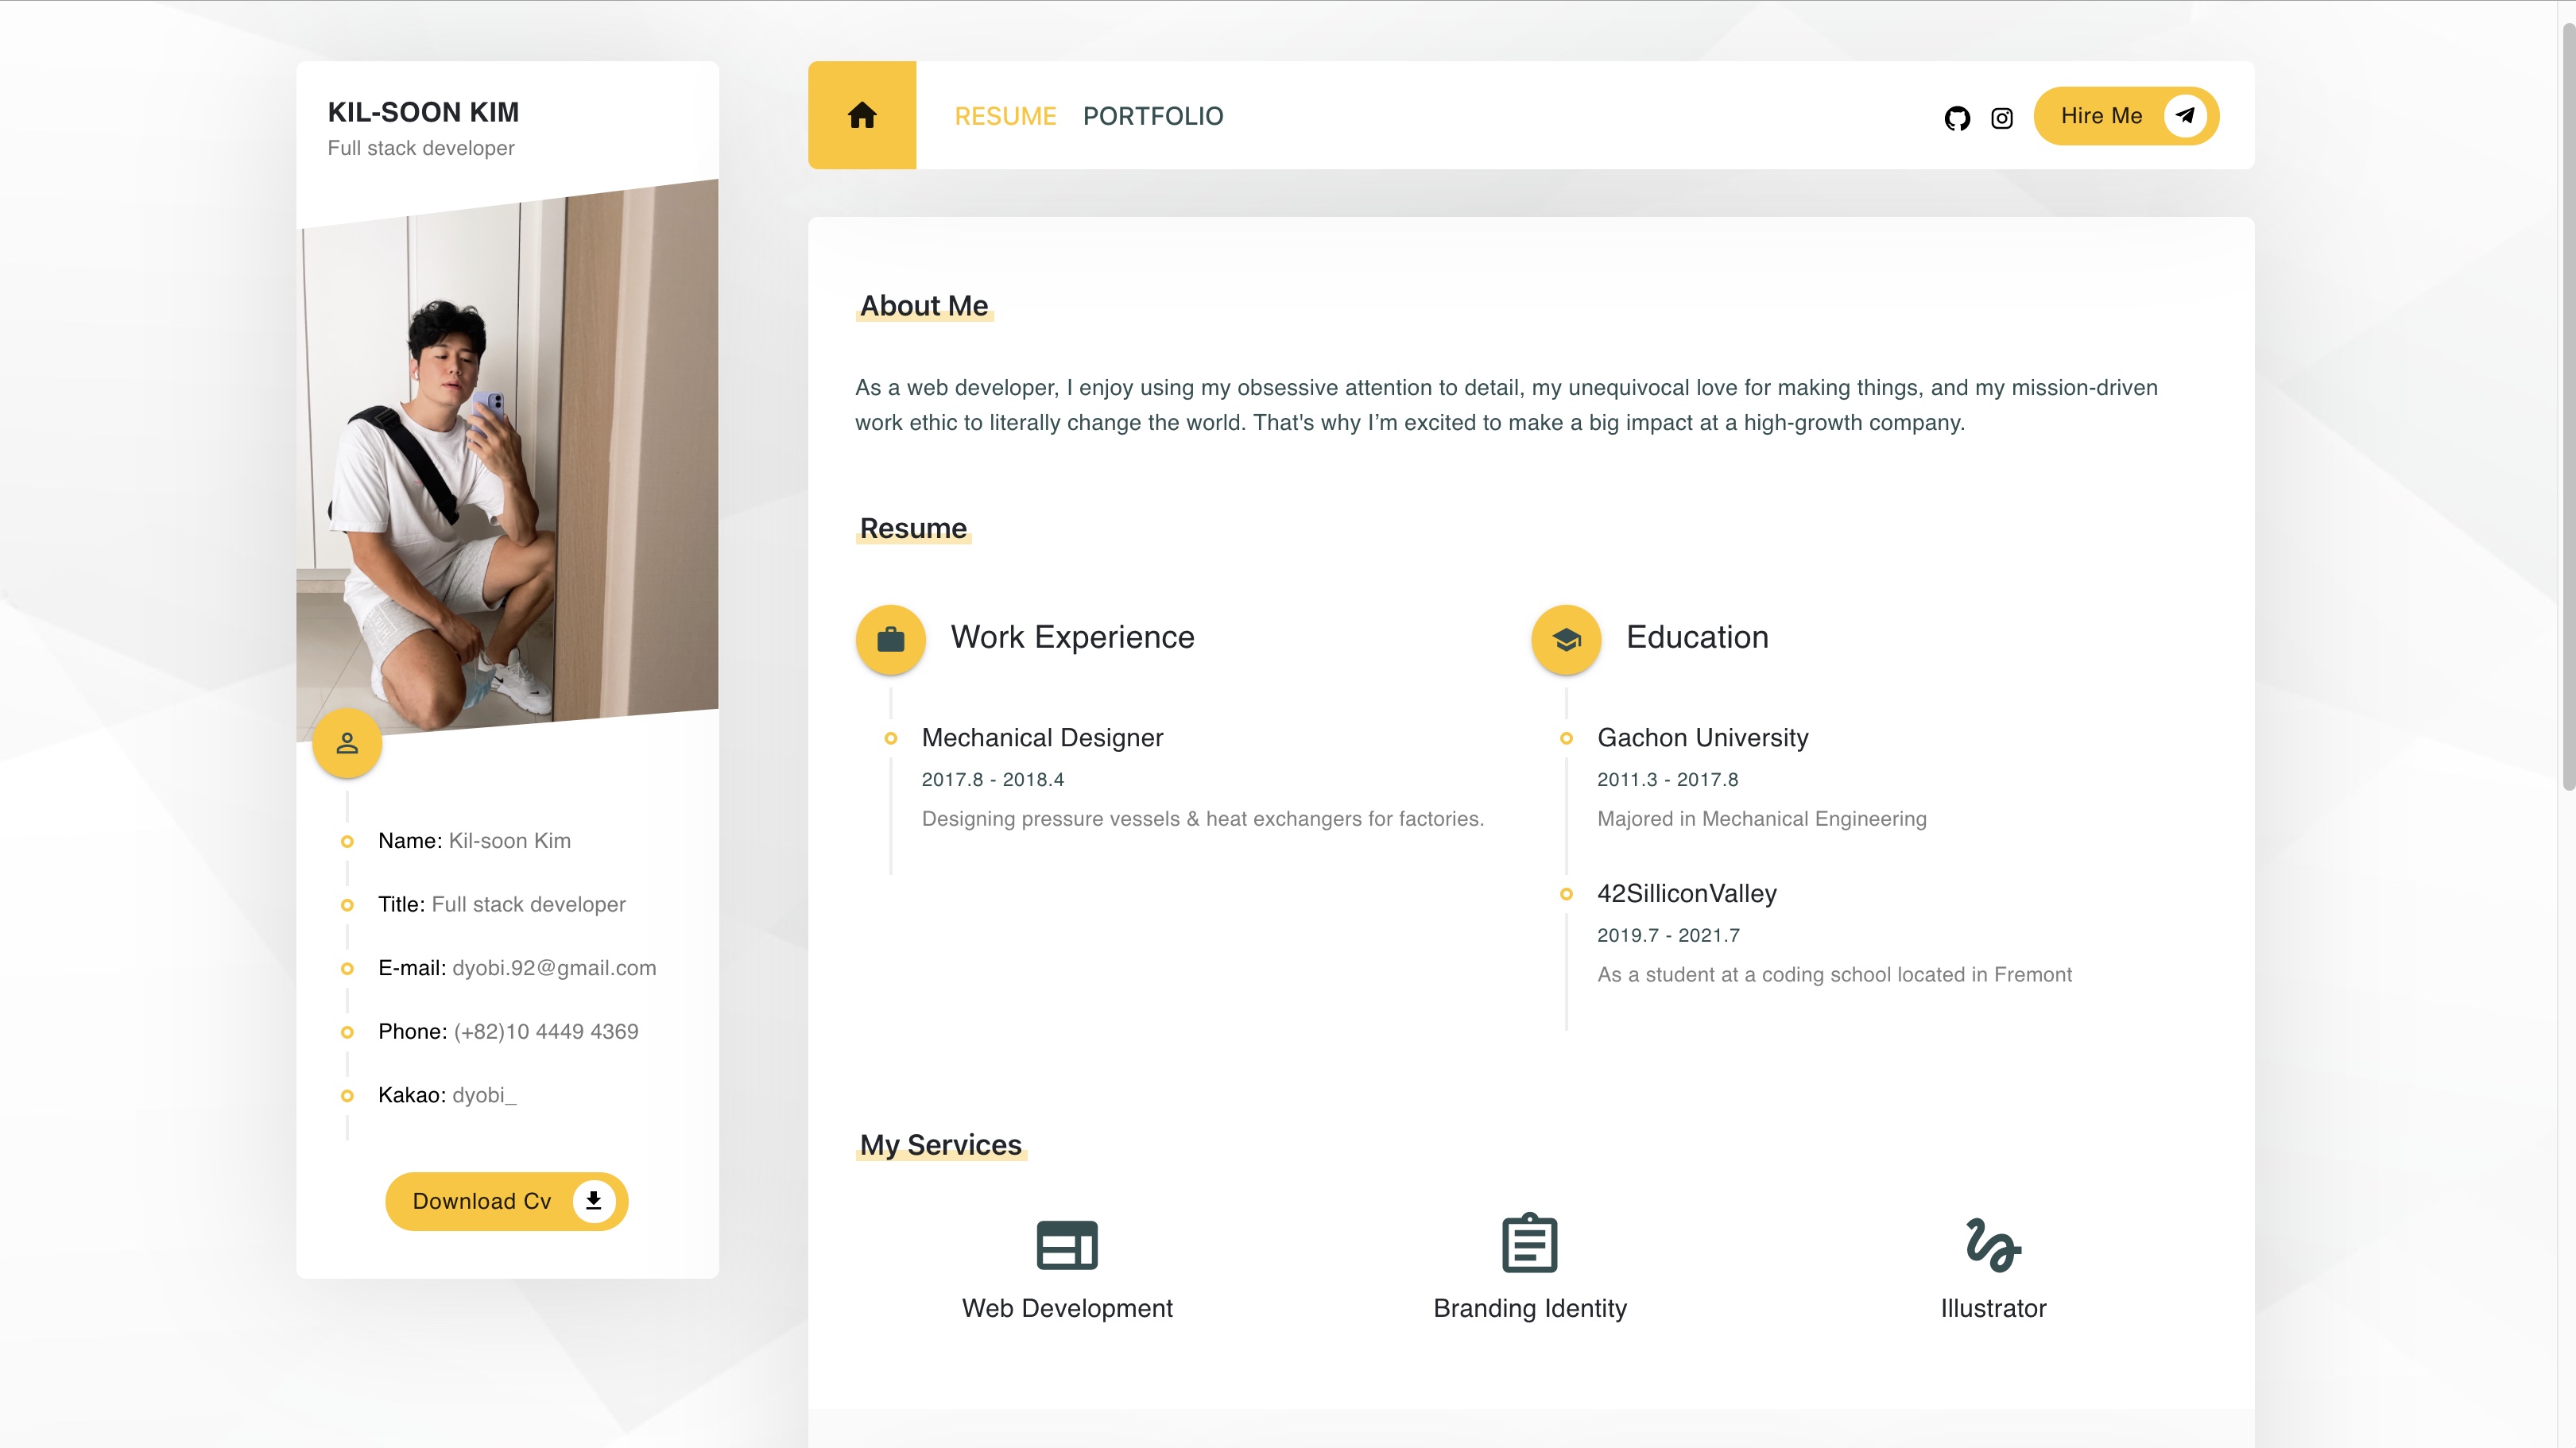 KIL-SOON KIM
Full stack developer
Name: Kil-soon Kim
Title: Full stack developer
E-mail: dyobi.92@gmail.com
Phone: (+82)10 4449 4369
Kakao: dyobi_
Download Cv
RESUME PORTFOLIO
Hire Me
About Me
As a web developer, I enjoy using my obsessive attention to detail, my unequivocal love for making things, and my mission-driven
work ethic to literally change the world. That's why I’m excited to make a big impact at a high-growth company.
Resume
Work Experience
Mechanical Designer
2017.8 - 2018.4
Designing pressure vessels & heat exchangers for factories.
Education
Gachon University
2011.3 - 2017.8
Majored in Mechanical Engineering
42SilliconValley
2019.7 - 2021.7
As a student at a coding school located in Fremont
My Services
Web Development
Branding Identity
Illustrator